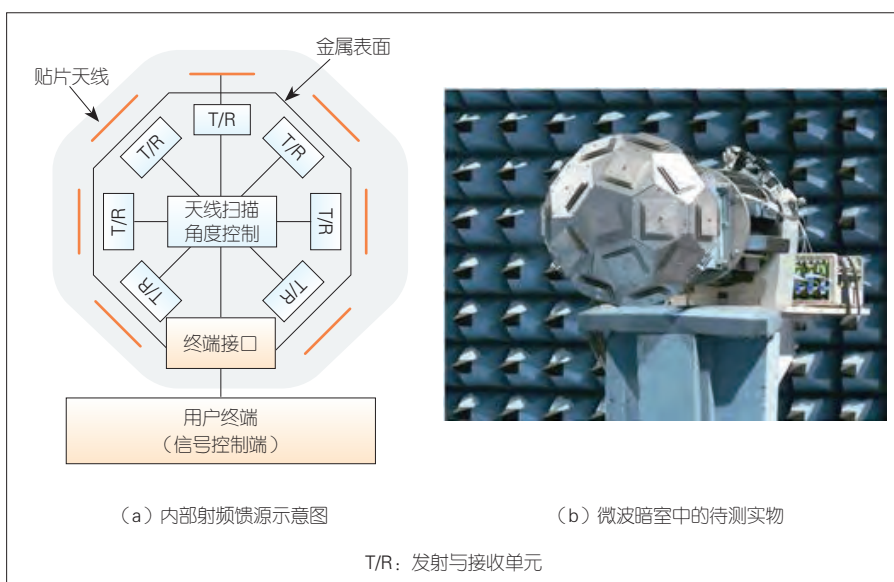 金属表面
贴片天线
T/R
T/R
T/R
T/R
天线扫描
角度控制
T/R
T/R
T/R
终端接口
用户终端
（信号控制端）
（a）内部射频馈源示意图
（b）微波暗室中的待测实物
T/R：发射与接收单元